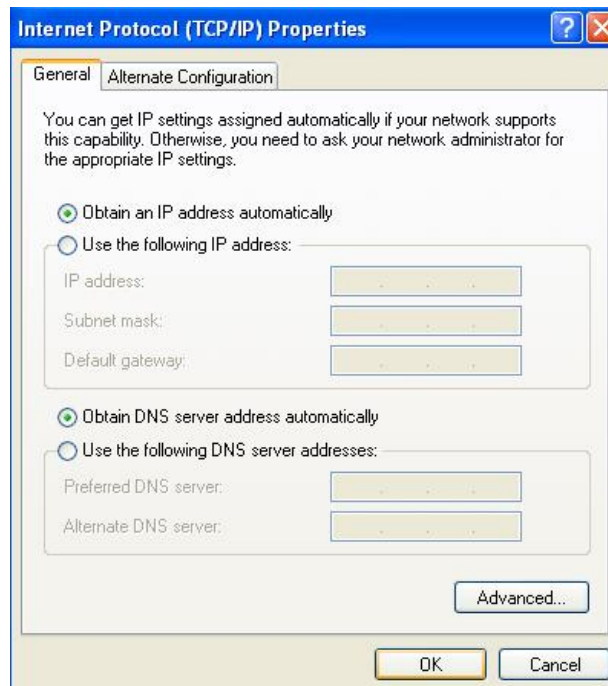 Internet Protocol (TCP/IP) Properties
General
Alternate Configuration
You can get IP settings assigned automatically if your network supports
this capability. Otherwise, you need to ask your network administrator for
the appropriate IP settings.
Obtain an IP address automatically
Use the following IP address:
IP address:
Subnet mask:
Default gateway:
Obtain DNS server address automatically
Use the following DNS server addresses:
Preferred DNS server:
Alternate DNS server:
Advanced...
OK
Cancel